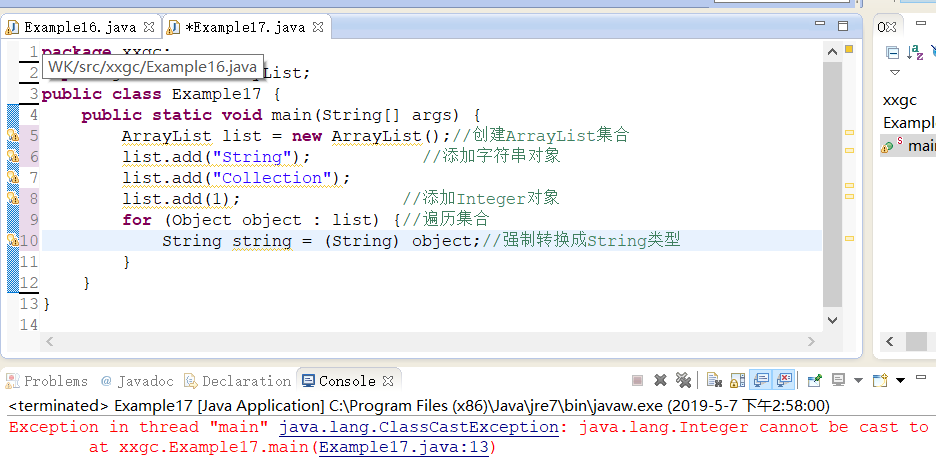 Example16.java *Example17.java
1 package xxgc;
WK/src/xxgc/Example16.java
2 List;
3 public class Example17 {
4 public static void main(String[] args) {
5 ArrayList list = new ArrayList();//创建ArrayList集合
6 list.add("String"); //添加字符串对象
7 list.add("Collection");
8 list.add(1); //添加Integer对象
9 for (Object object : list) {//遍历集合
10 String string = (String) object;//强制转换成String类型
11 }
12 }
13 }
14
xxgc
Exampl
S mai
Problems @ Javadoc Declaration Console
<terminated> Example17 [Java Application] C:\Program Files (x86)\Java\jre7\bin\javaw.exe (2019-5-7 下午2:58:00)
Exception in thread "main" java.lang.ClassCastException: java.lang.Integer cannot be cast to
at xxgc.Example17.main(Example17.java:13)